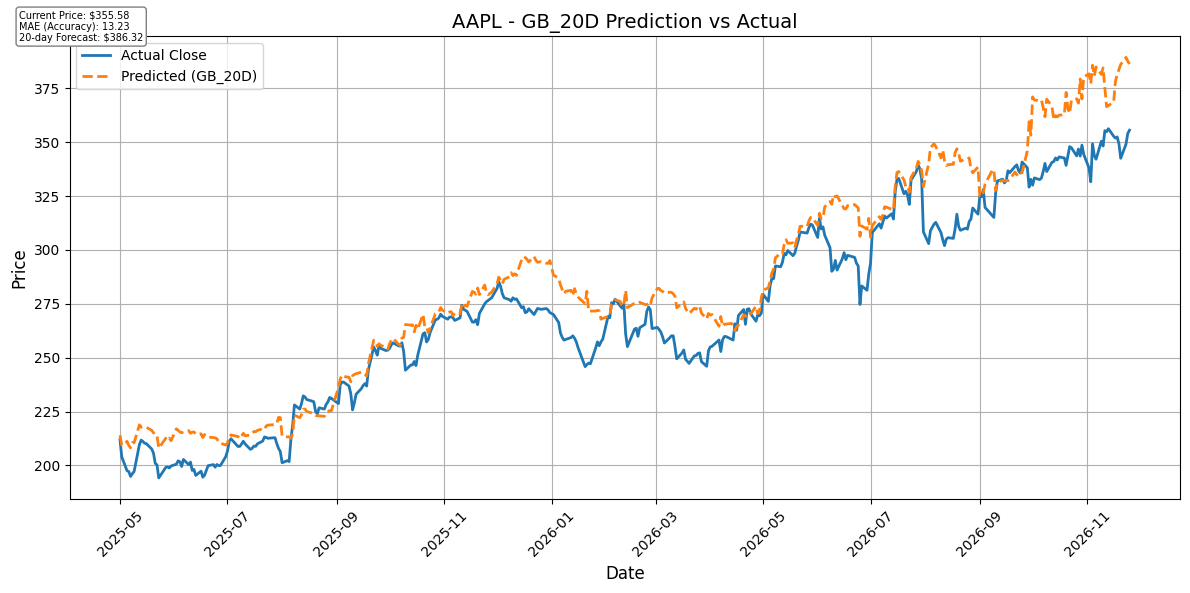 AAPL - GB_20D Prediction vs Actual
Current Price: $355.58
MAE (Accuracy): 13.23
20-day Forecast: $386.32
Actual Close
Predicted (GB_20D)
Price
375
350
325
300
275
250
225
200
2025-05
2025-07
2025-09
2025-11
2026-01
2026-03
2026-05
2026-07
2026-09
2026-11
Date